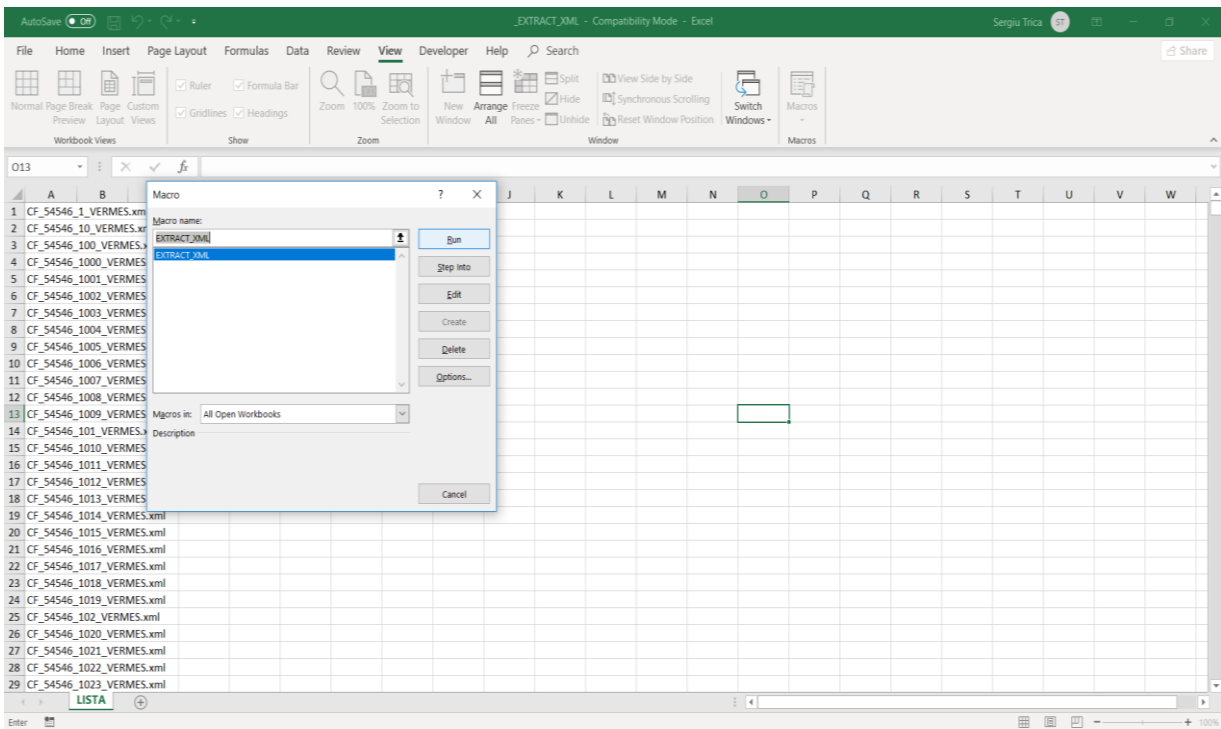 AutoSave Off _EXTRACT_XML - Compatibility Mode - Excel Sergiu Trica ST
File Home Insert Page Layout Formulas Data Review View Developer Help Search Share
Normal Page Break Preview Page Layout Custom Views
Workbook Views
Ruler Formula Bar
Gridlines Headings
Show
Zoom 100% Zoom to Selection
Zoom
New Window Arrange All Freeze Panes
Split
Hide
Unhide
View Side by Side
Synchronous Scrolling
Reset Window Position
Switch Windows
Window
Macros
Macros
O13 fx
A B J K L M N O P Q R S T U V W
Macro ? X
Macro name:
EXTRACT_XML
EXTRACT_XML
Run
Step Into
Edit
Create
Delete
Options...
Macros in: All Open Workbooks
Description
Cancel
1 CF_54546_1_VERMES.xm
2 CF_54546_10_VERMES.xr
3 CF_54546_100_VERMES.x
4 CF_54546_1000_VERMES
5 CF_54546_1001_VERMES
6 CF_54546_1002_VERMES
7 CF_54546_1003_VERMES
8 CF_54546_1004_VERMES
9 CF_54546_1005_VERMES
10 CF_54546_1006_VERMES
11 CF_54546_1007_VERMES
12 CF_54546_1008_VERMES
13 CF_54546_1009_VERMES
14 CF_54546_101_VERMES.x
15 CF_54546_1010_VERMES
16 CF_54546_1011_VERMES
17 CF_54546_1012_VERMES
18 CF_54546_1013_VERMES
19 CF_54546_1014_VERMES.xml
20 CF_54546_1015_VERMES.xml
21 CF_54546_1016_VERMES.xml
22 CF_54546_1017_VERMES.xml
23 CF_54546_1018_VERMES.xml
24 CF_54546_1019_VERMES.xml
25 CF_54546_102_VERMES.xml
26 CF_54546_1020_VERMES.xml
27 CF_54546_1021_VERMES.xml
28 CF_54546_1022_VERMES.xml
29 CF_54546_1023_VERMES.xml
LISTA
Enter 100%